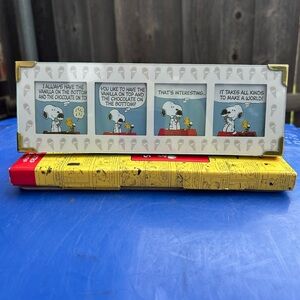 I ALWAYS HAVE THE
VANILLA ON THE BOTTOM
AND THE CHOCOLATE
ON TOP
YOU LIKE TO HAVE THE
VANILLA ON TOP AND
THE CHOCOLATE ON
THE BOTTOM?
THAT'S INTERESTING..
IT TAKES ALL KINDS
TO MAKE A WORLD!